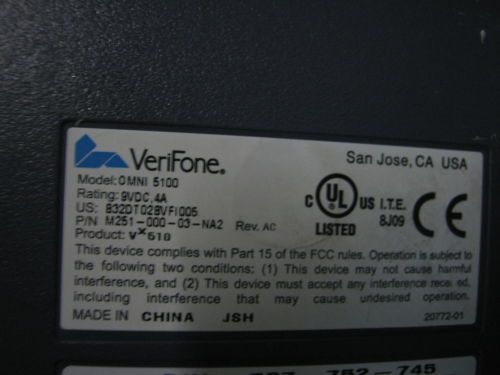 VeriFone. San Jose, CA USA
Model: OMNI 5100
Rating: 9VDC, 4A
US: B32DT02BVFI005
P/N M251-000-03-NA2 Rev. AC
Product: Vx510
C UL US I.T.E.
LISTED 8J09
This device complies with Part 15 of the FCC rules. Operation is subject to
the following two conditions: (1) This device may not cause harmful
interference, and (2) This device must accept any interference
including interference that may cause undesired operation.
MADE IN CHINA JSH 20772-01
752-745